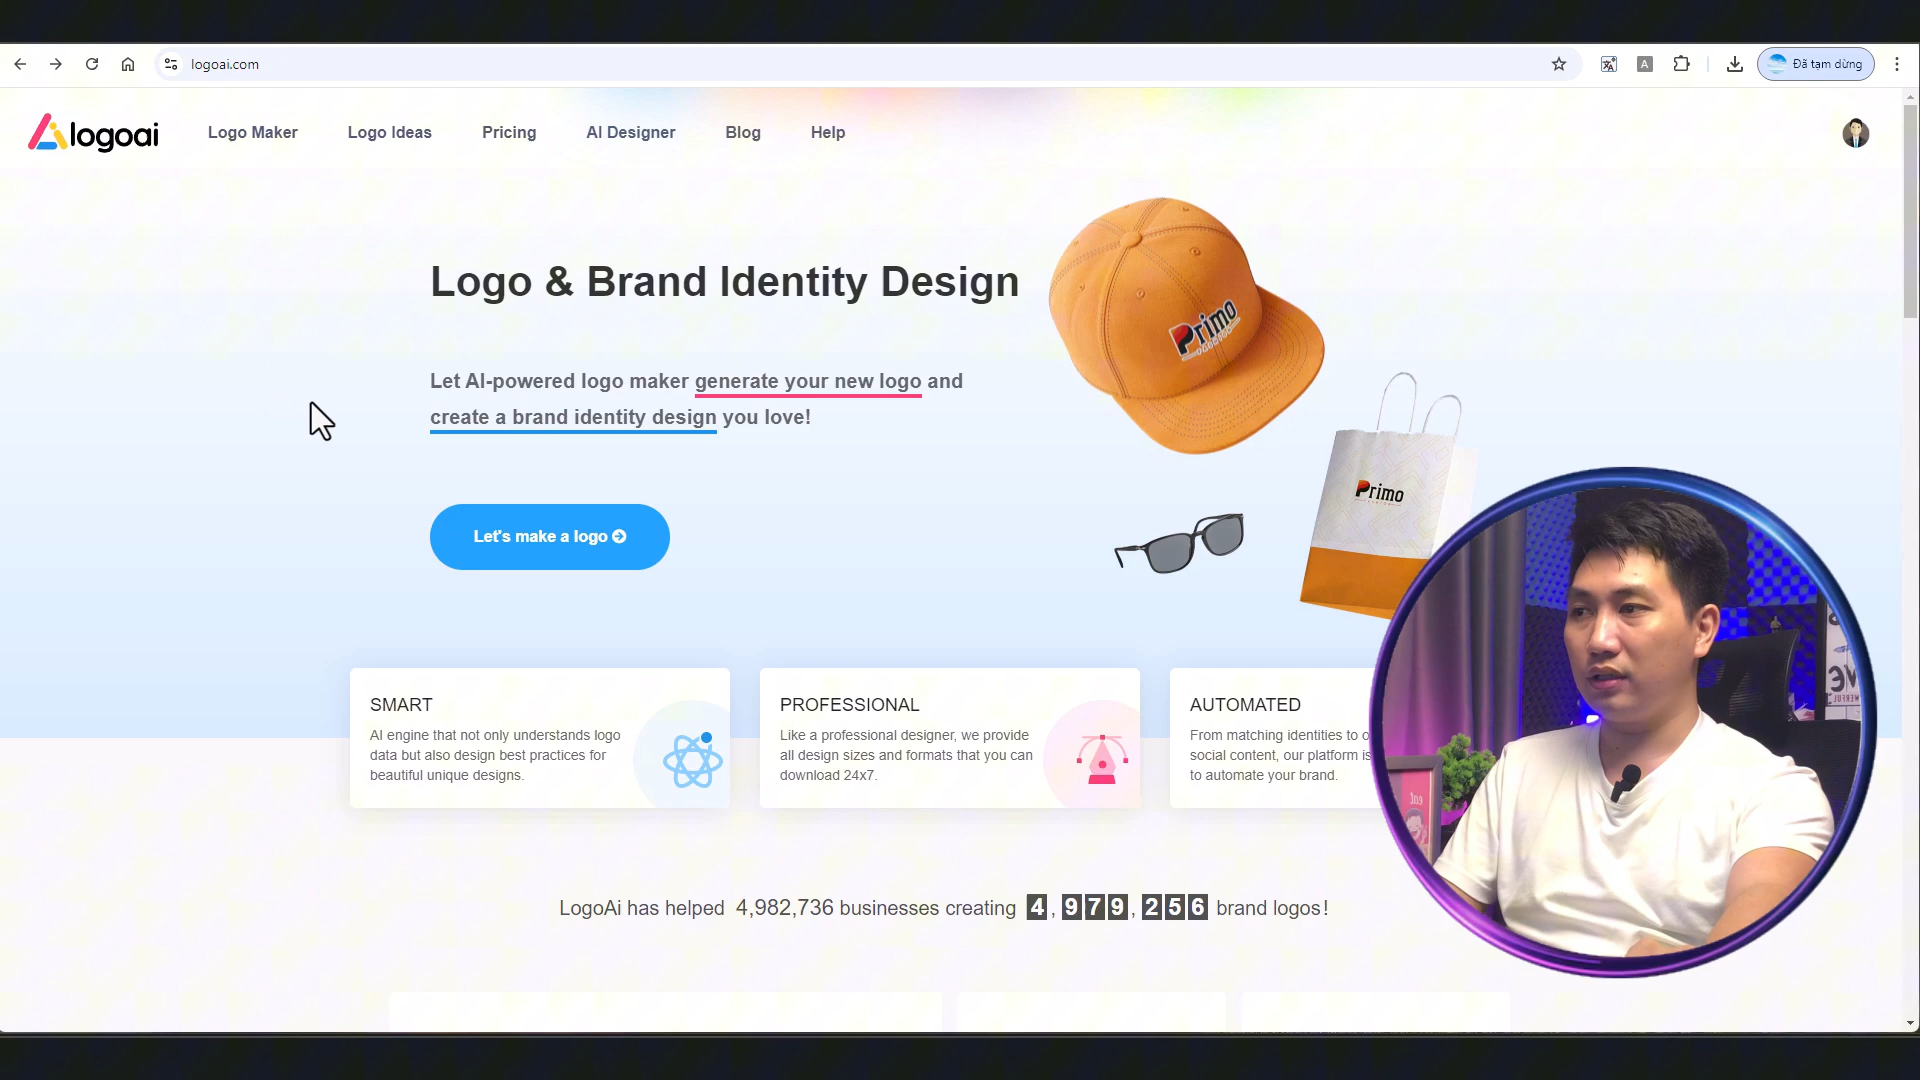 logoai.com
A
Đã tạm dừng
logoai
Logo Maker
Logo Ideas
Pricing
AI Designer
Blog
Help
Logo & Brand Identity Design
Let AI-powered logo maker generate your new logo and
create a brand identity design you love!
Let's make a logo
Primo
Primo
SMART
AI engine that not only understands logo
data but also design best practices for
beautiful unique designs.
PROFESSIONAL
Like a professional designer, we provide
all design sizes and formats that you can
download 24x7.
AUTOMATED
From matching identities to
social content, our platform is
to automate your brand.
LogoAi has helped 4,982,736 businesses creating 4,979,256 brand logos!
eat